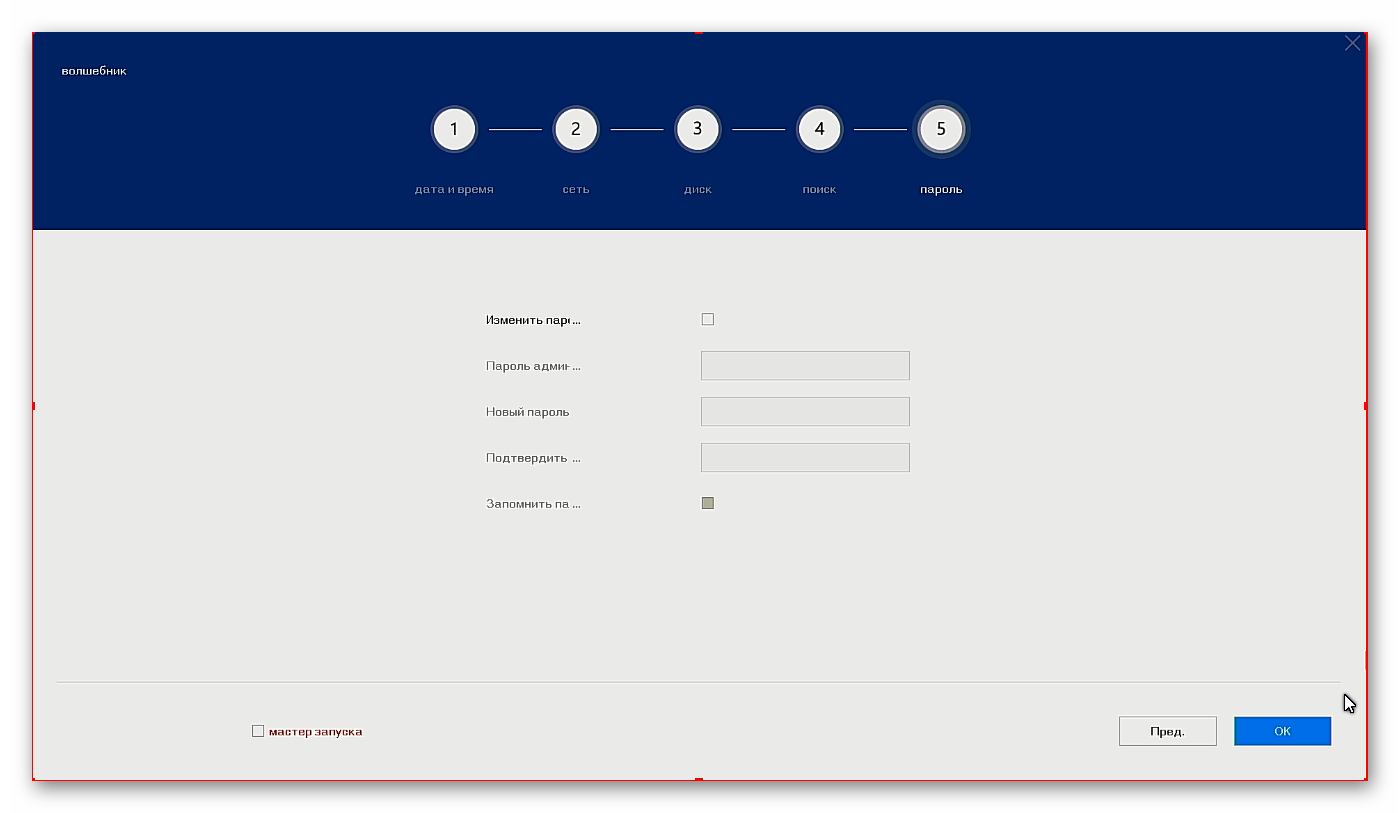 волшебник
1 2 3 4 5
дата и время сеть диск поиск пароль
Изменить паро...
Пароль админ...
Новый пароль
Подтвердить ...
Запомнить па ...
мастер запуска Пред. ОК